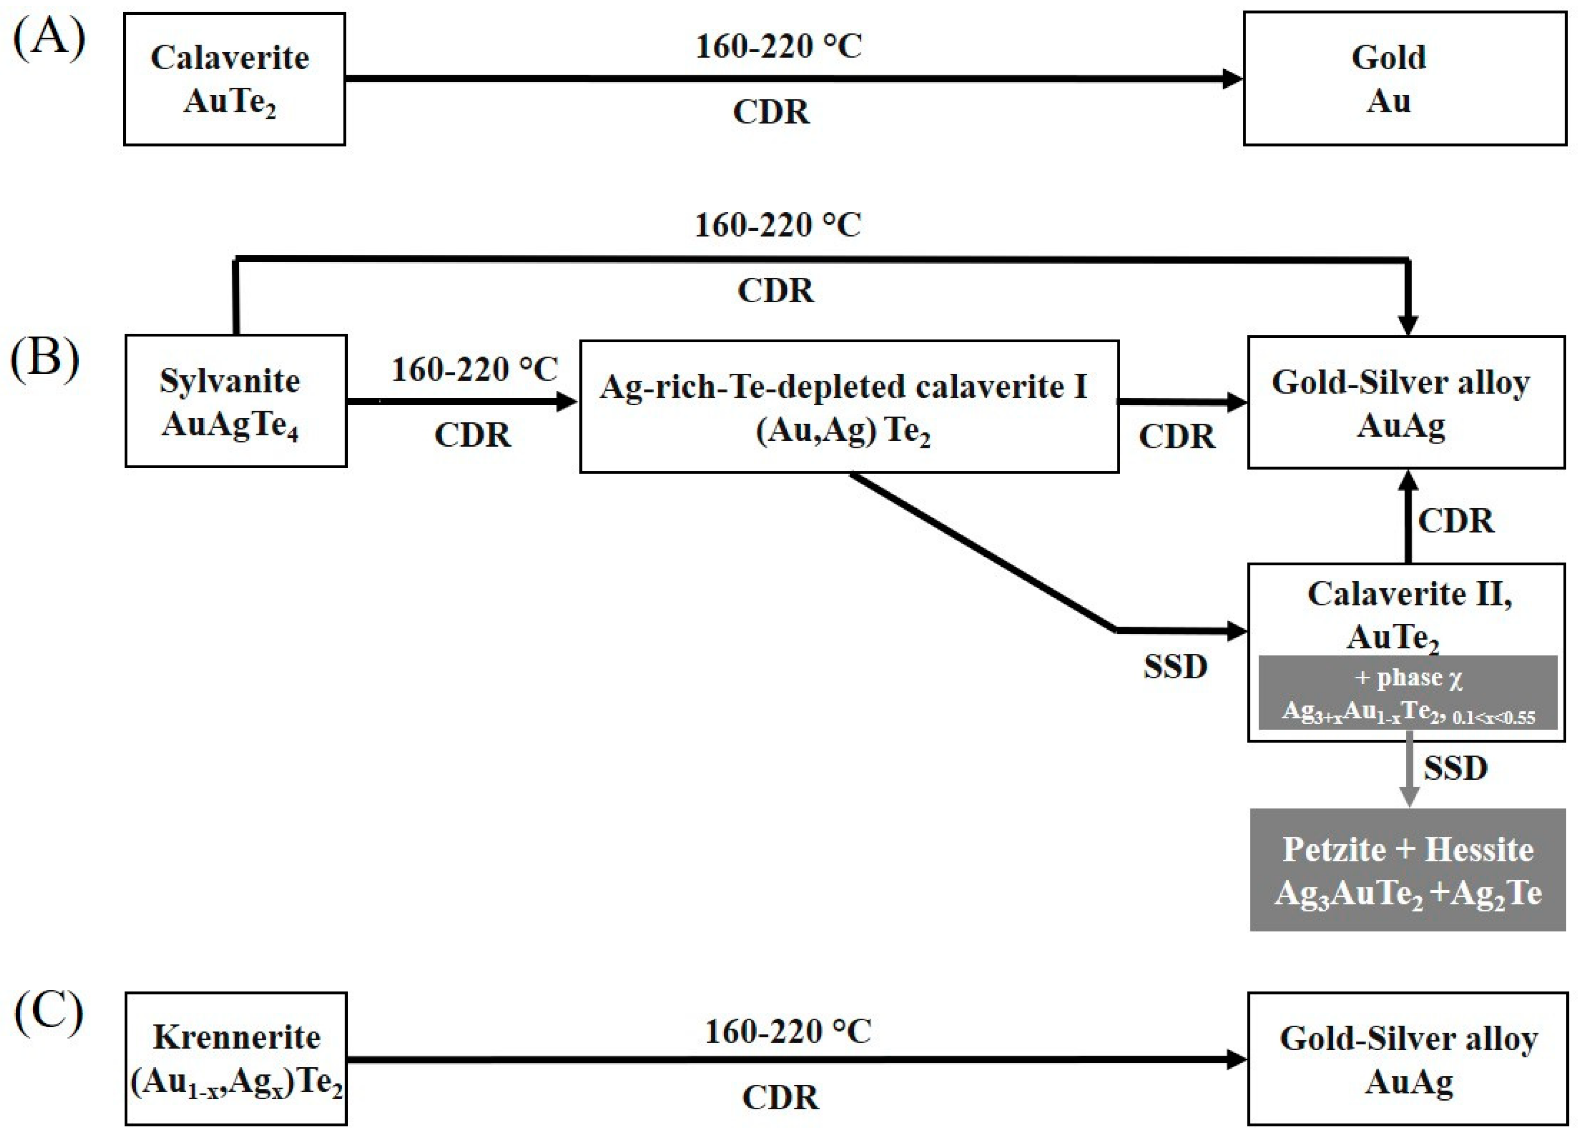 (A)
Calaverite
AuTe₂
160-220 °C
CDR
Gold
Au
160-220 °C
CDR
(B)
Sylvanite
AuAgTe₄
160-220 °C
CDR
Ag-rich-Te-depleted calaverite I
(Au,Ag) Te₂
CDR
Gold-Silver alloy
AuAg
CDR
SSD
Calaverite II,
AuTe₂
+ phase χ
Ag₃₊ₓAu₁₋ₓTe₂, 0.1<x<0.55
SSD
Petzite + Hessite
Ag₃AuTe₂ +Ag₂Te
(C)
Krennerite
(Au₁₋ₓ,Agₓ)Te₂
160-220 °C
CDR
Gold-Silver alloy
AuAg